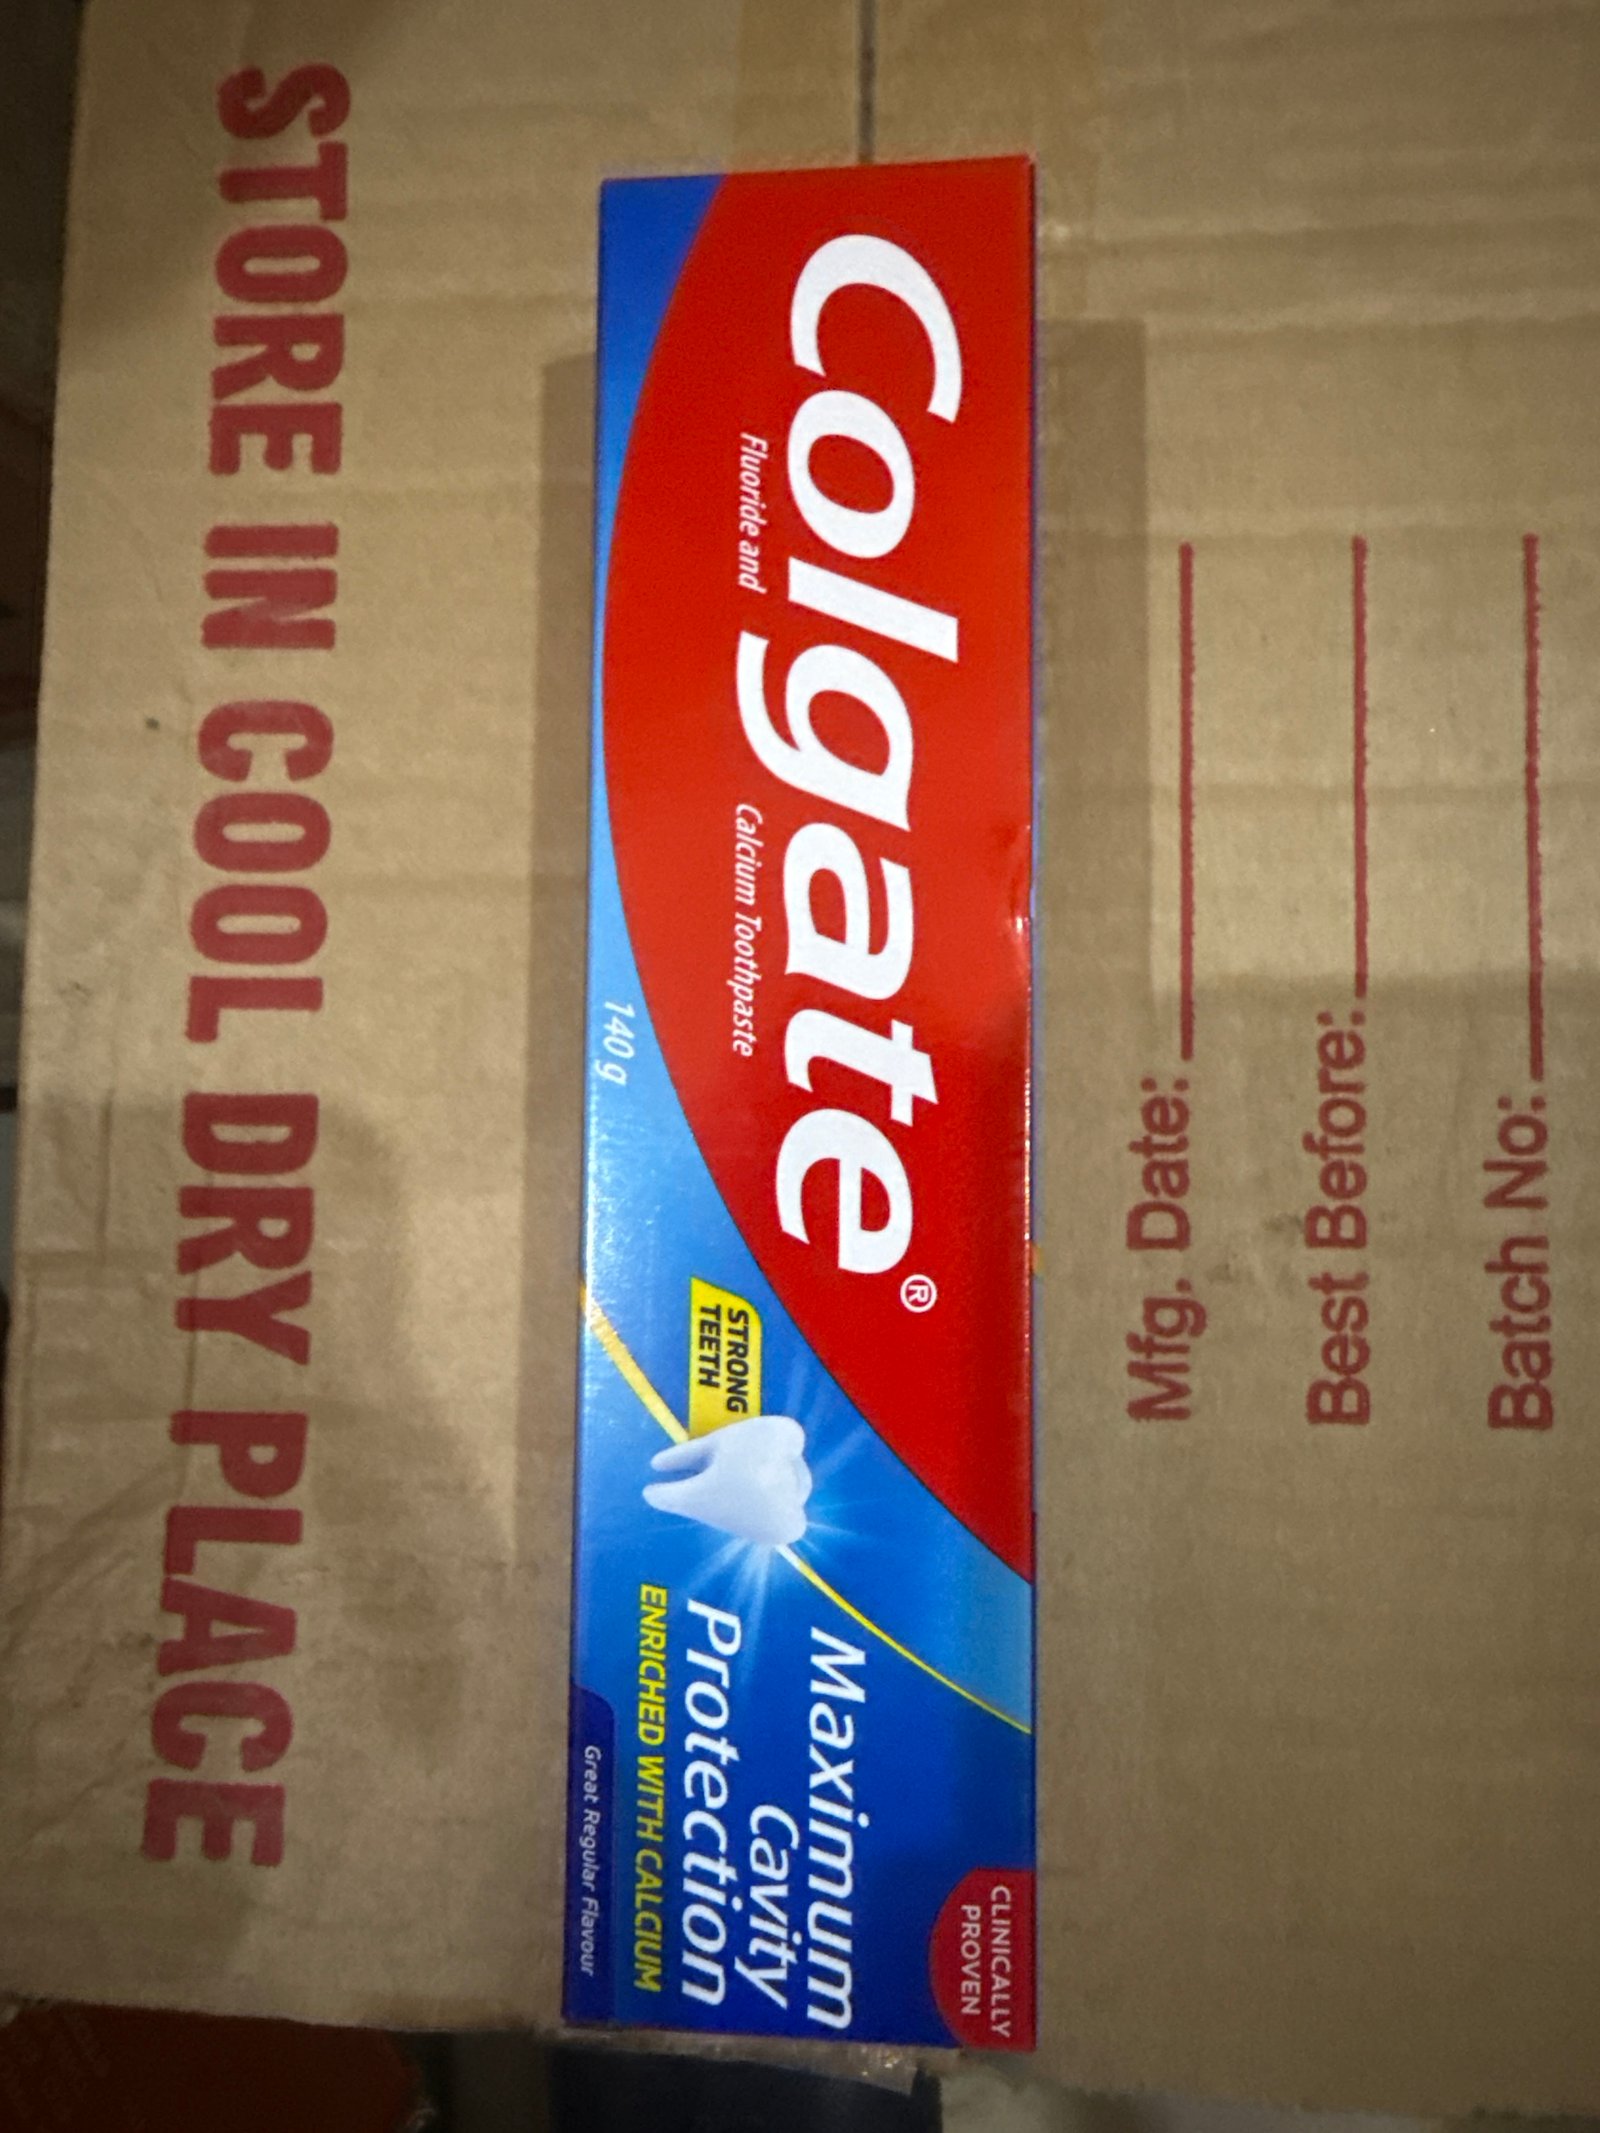 STORE IN COOL DRY PLACE
Colgate®
Fluoride and Calcium Toothpaste
140 g
STRONG
TEETH
Maximum
Cavity
Protection
ENRICHED WITH CALCIUM
Great Regular Flavour
CLINICALLY
PROVEN
Mfg. Date:
Best Before:
Batch No: